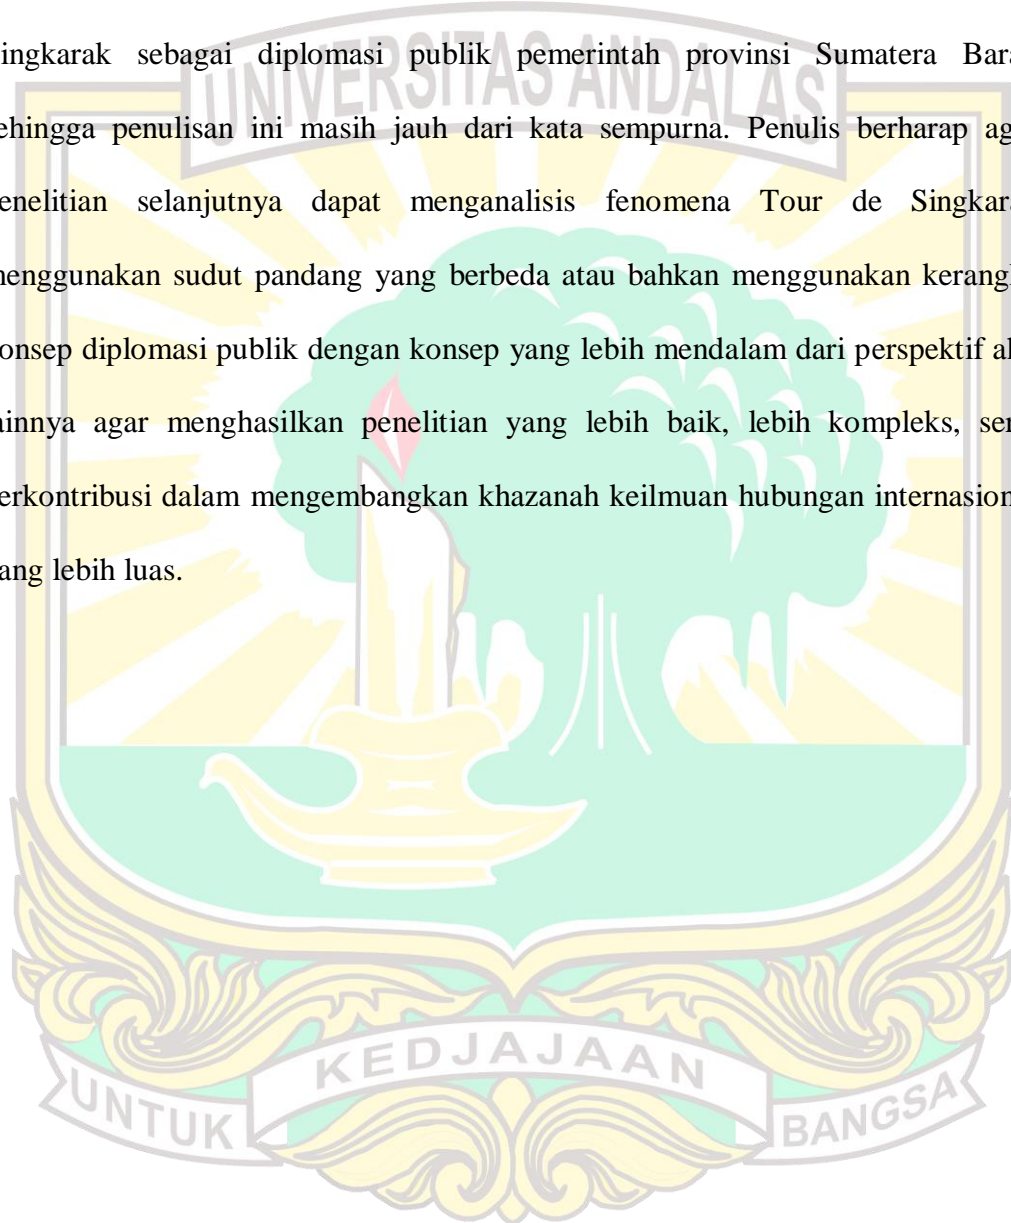 ingkarak sebagai diplomasi publik pemerintah provinsi Sumatera Bara
UNIVERSITAS ANDALAS
ehingga penulisan ini masih jauh dari kata sempurna. Penulis berharap ag
enelitian selanjutnya dapat menganalisis fenomena Tour de Singkara
menggunakan sudut pandang yang berbeda atau bahkan menggunakan kerangk
onsep diplomasi publik dengan konsep yang lebih mendalam dari perspektif ah
ainnya agar menghasilkan penelitian yang lebih baik, lebih kompleks, ser
erkontribusi dalam mengembangkan khazanah keilmuan hubungan internasion
ang lebih luas.
UNTUK KEDJAJAAN BANGSA